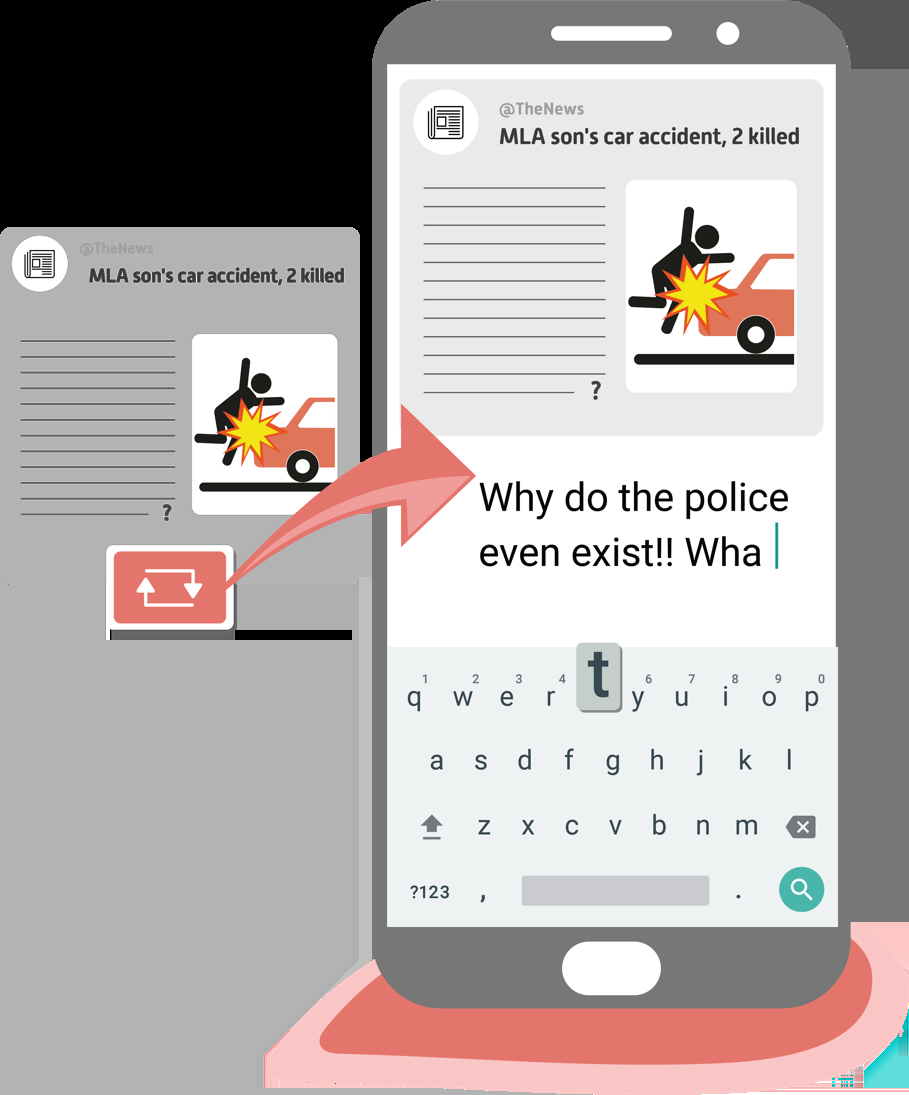 @TheNews
MLA son's car accident, 2 killed
?
@TheNews
MLA son's car accident, 2 killed
?
Why do the police
even exist!! Wha
1 2 3 4 6 7 8 9 0
q w e r t y u i o p
a s d f g h j k l
z x c v b n m
?123 , .